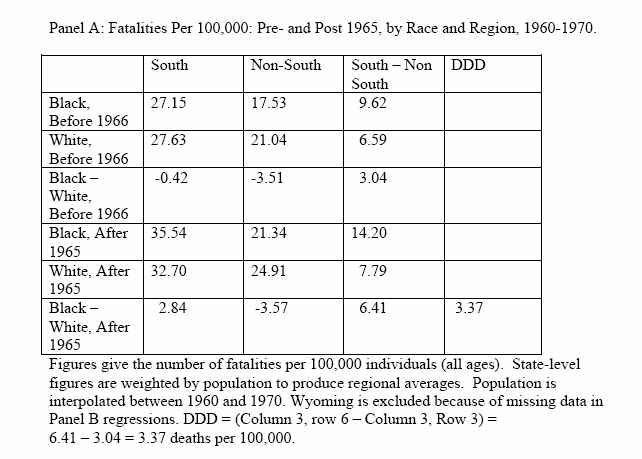 Panel A: Fatalities Per 100,000: Pre- and Post 1965, by Race and Region, 1960-1970.
South Non-South South – Non DDD
South
Black, 27.15 17.53 9.62
Before 1966
White, 27.63 21.04 6.59
Before 1966
Black – -0.42 -3.51 3.04
White,
Before 1966
Black, After 35.54 21.34 14.20
1965
White, After 32.70 24.91 7.79
1965
Black – 2.84 -3.57 6.41 3.37
White, After
1965
Figures give the number of fatalities per 100,000 individuals (all ages). State-level
figures are weighted by population to produce regional averages. Population is
interpolated between 1960 and 1970. Wyoming is excluded because of missing data in
Panel B regressions. DDD = (Column 3, row 6 – Column 3, Row 3) =
6.41 – 3.04 = 3.37 deaths per 100,000.